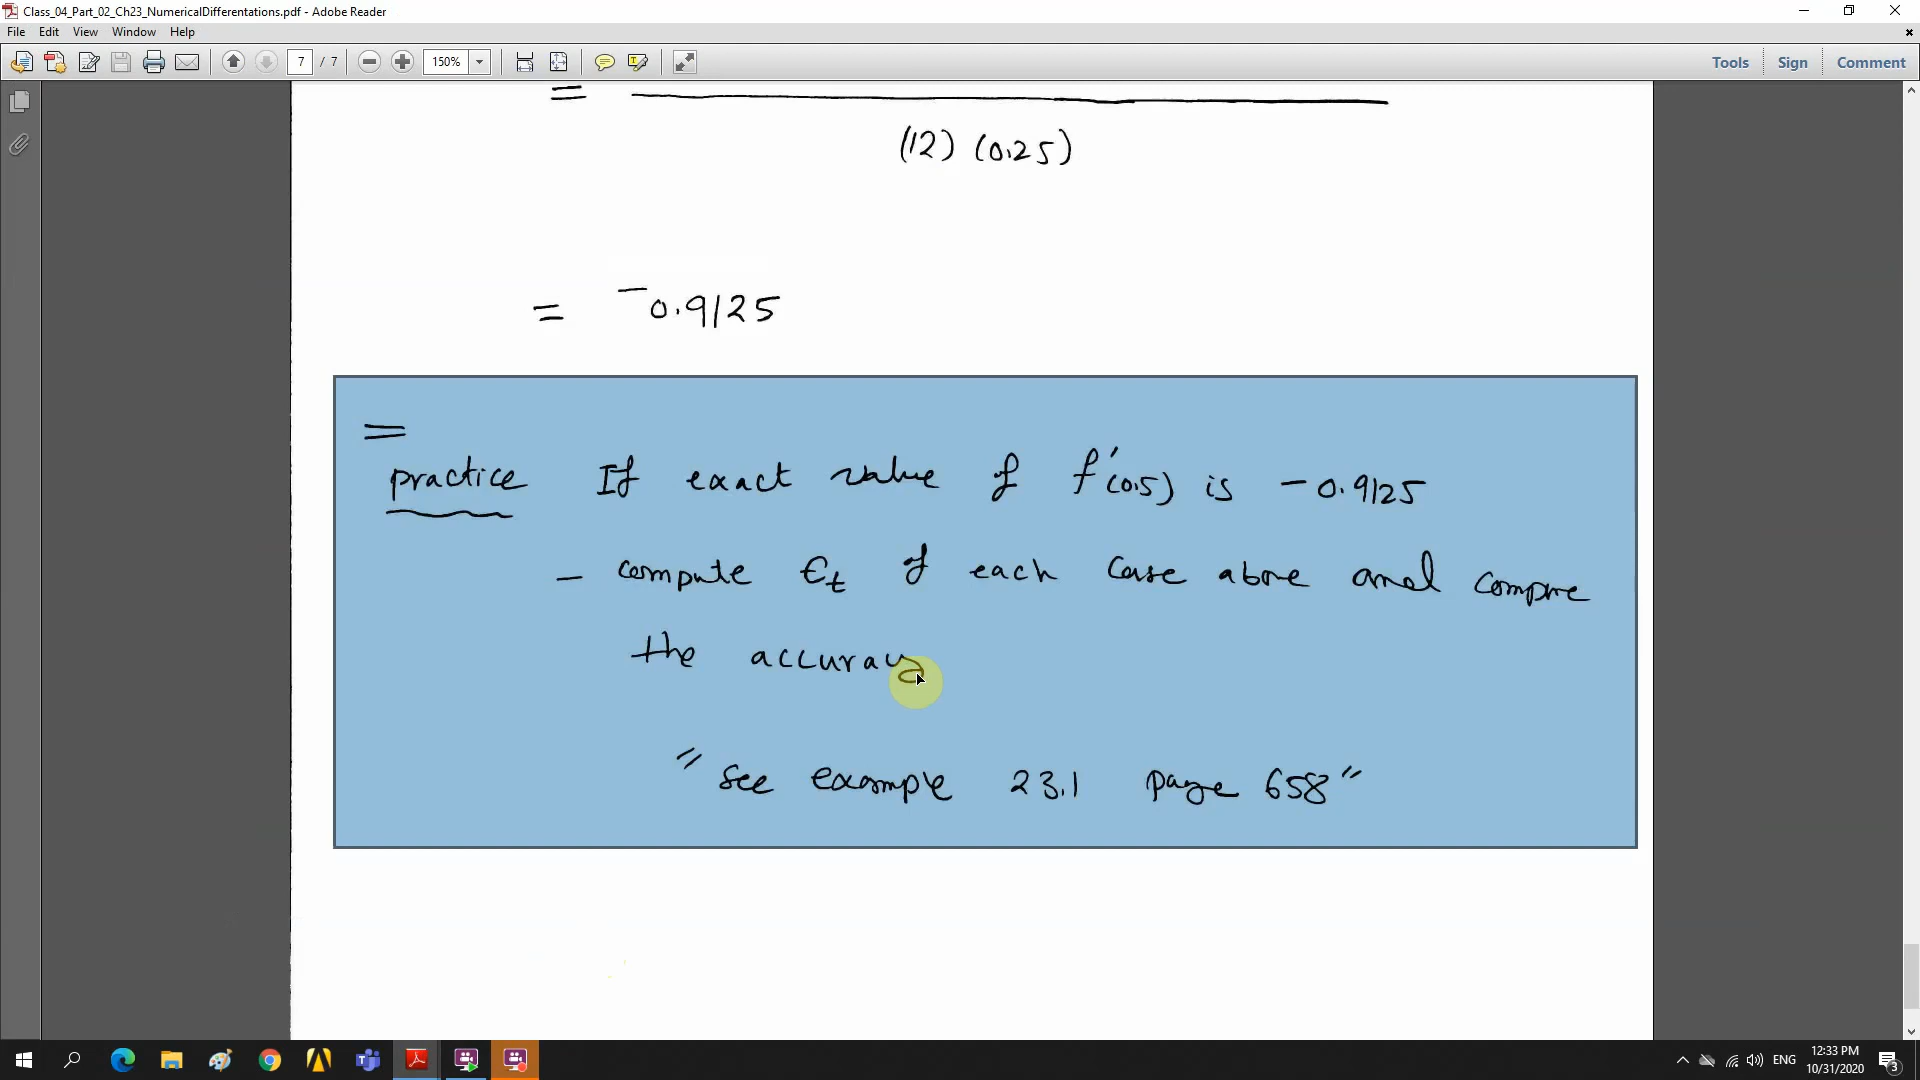 Class_04_Part_02_Ch23_NumericalDifferentations.pdf - Adobe Reader
File Edit View Window Help
7 / 7 150% Tools Sign Comment
=
(12) (0.25)
= -0.9125
=
practice If exact value of f'(0.5) is -0.9125
- compute Єt of each case above and compare
the accuracy
"see example 23.1 page 658"
ENG 12:33 PM
10/31/2020 3